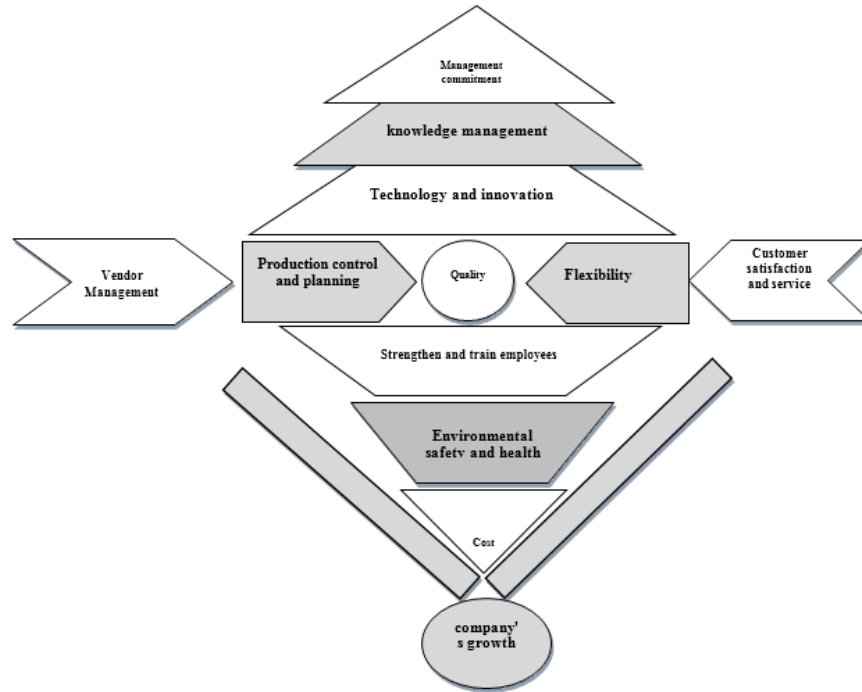 Management
commitment
knowledge management
Technology and innovation
Vendor
Management
Production control
and planning
Quality
Flexibility
Customer
satisfaction
and service
Strengthen and train employees
Environmental
safety and health
Cost
company'
s growth